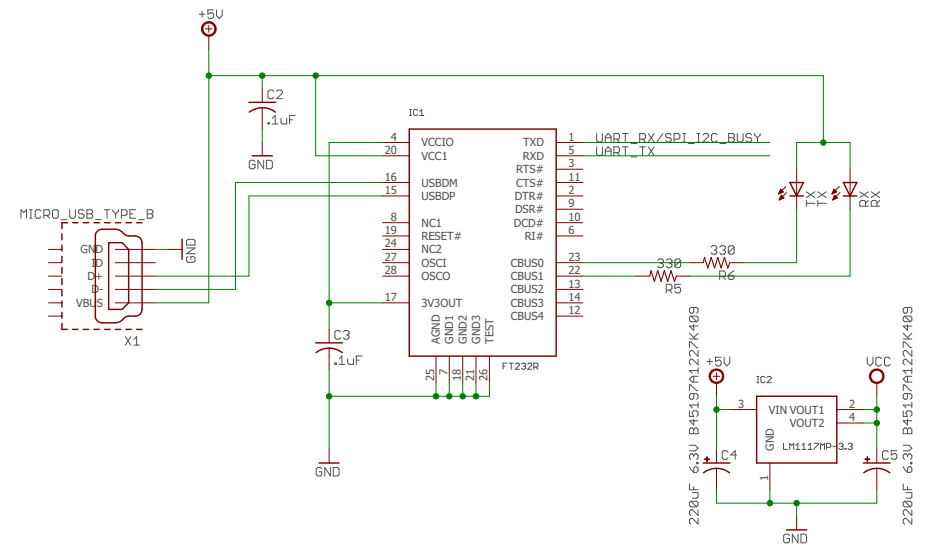 +5V
C2
.1uF
GND
IC1
4 VCCIO TXD 1 UART_RX/SPI_I2C_BUSY
20 VCC1 RXD 5 UART_TX
RTS# 3
16 USBDM CTS# 11
15 USBDP DTR# 2
DSR# 9
8 NC1 DCD# 10
19 RESET# RI# 6
24 NC2
27 OSCI CBUS0 23
28 OSCO CBUS1 22
CBUS2 13
17 3V3OUT CBUS3 14
CBUS4 12
AGND
GND1
GND2
GND3
TEST
25
7
18
21
26
FT232R
TX
TX
RX
RX
330
R6
330
R5
MICRO_USB_TYPE_B
GND
ID
D+
D-
VBUS
GND
X1
C3
.1uF
GND
+5V
VCC
IC2
3 VIN VOUT1 2
VOUT2 4
GND
LM1117MP-3.3
1
C4
220uF 6.3V B45197A1227K409
C5
220uF 6.3V B45197A1227K409
GND